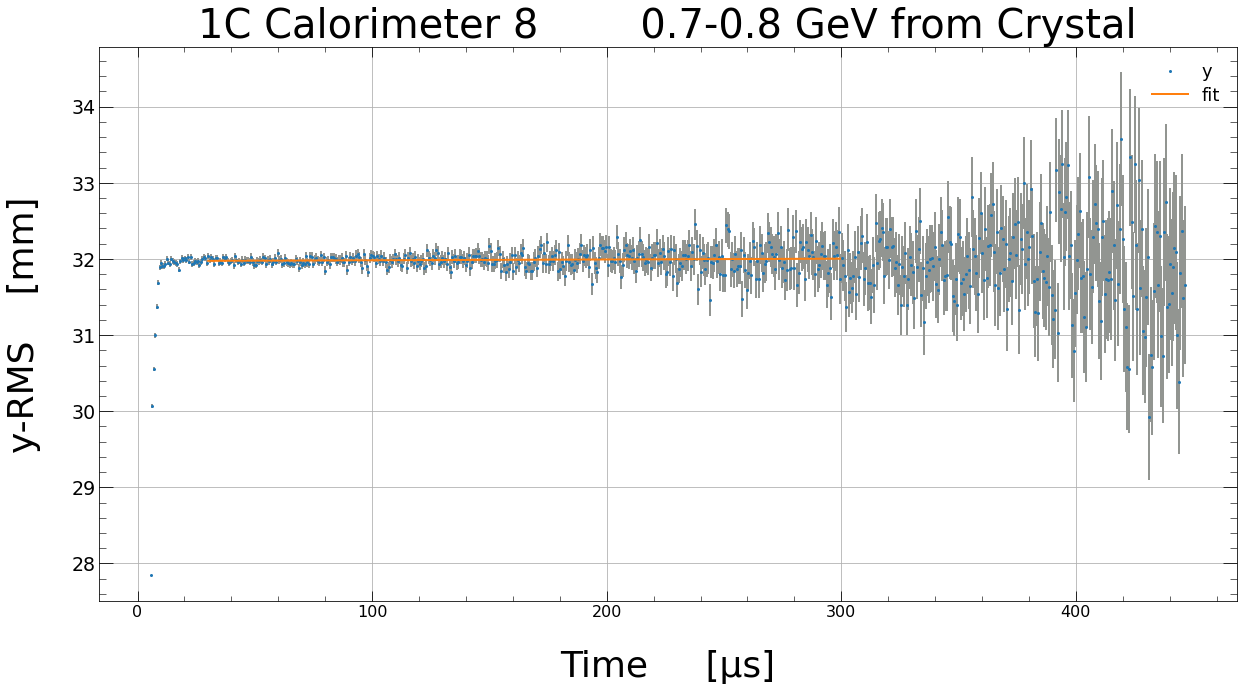 1C Calorimeter 8 0.7-0.8 GeV from Crystal
y
fit
34
33
32
31
30
29
28
y-RMS [mm]
0 100 200 300 400
Time [μs]